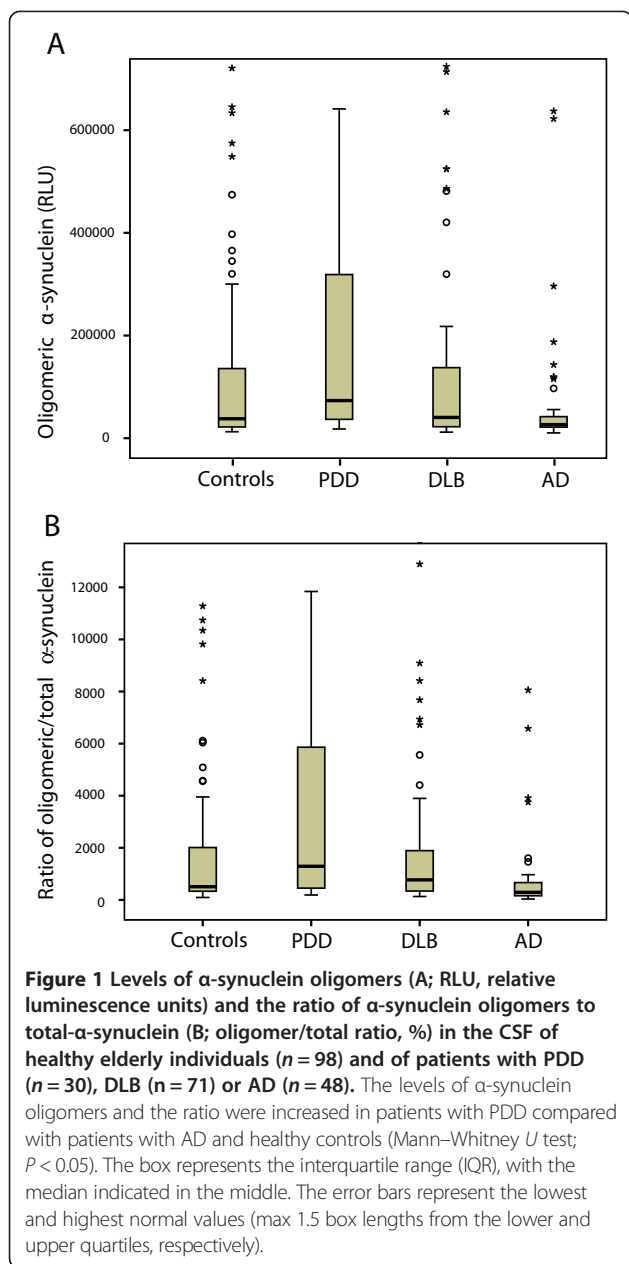 A
Oligomeric α-synuclein (RLU)
600000
400000
200000
0
Controls PDD DLB AD
B
Ratio of oligomeric/total α-synuclein
12000
10000
8000
6000
4000
2000
0
Controls PDD DLB AD
Figure 1 Levels of α-synuclein oligomers (A; RLU, relative
luminescence units) and the ratio of α-synuclein oligomers to
total-α-synuclein (B; oligomer/total ratio, %) in the CSF of
healthy elderly individuals (n = 98) and of patients with PDD
(n = 30), DLB (n = 71) or AD (n = 48). The levels of α-synuclein
oligomers and the ratio were increased in patients with PDD compared
with patients with AD and healthy controls (Mann–Whitney U test;
P < 0.05). The box represents the interquartile range (IQR), with the
median indicated in the middle. The error bars represent the lowest
and highest normal values (max 1.5 box lengths from the lower and
upper quartiles, respectively).